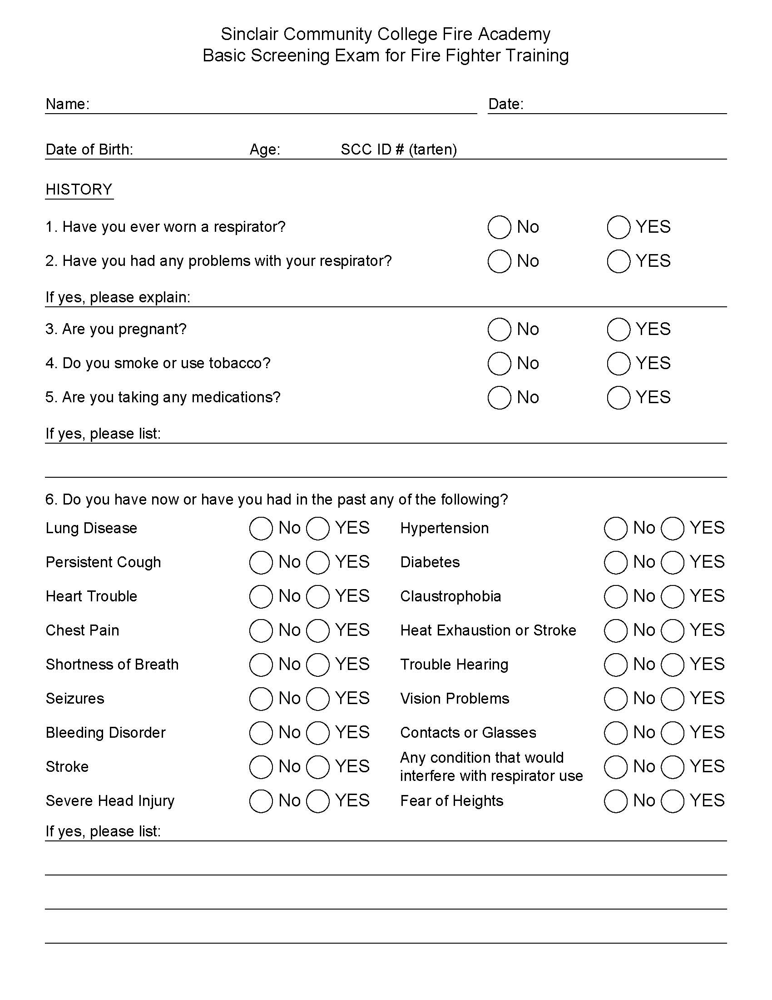 Sinclair Community College Fire Academy
Basic Screening Exam for Fire Fighter Training
Name: Date:
Date of Birth: Age: SCC ID # (tarten)
HISTORY
1. Have you ever worn a respirator? No YES
2. Have you had any problems with your respirator? No YES
If yes, please explain:
3. Are you pregnant? No YES
4. Do you smoke or use tobacco? No YES
5. Are you taking any medications? No YES
If yes, please list:
6. Do you have now or have you had in the past any of the following?
Lung Disease No YES Hypertension No YES
Persistent Cough No YES Diabetes No YES
Heart Trouble No YES Claustrophobia No YES
Chest Pain No YES Heat Exhaustion or Stroke No YES
Shortness of Breath No YES Trouble Hearing No YES
Seizures No YES Vision Problems No YES
Bleeding Disorder No YES Contacts or Glasses No YES
Stroke No YES Any condition that would
interfere with respirator use No YES
Severe Head Injury No YES Fear of Heights No YES
If yes, please list: